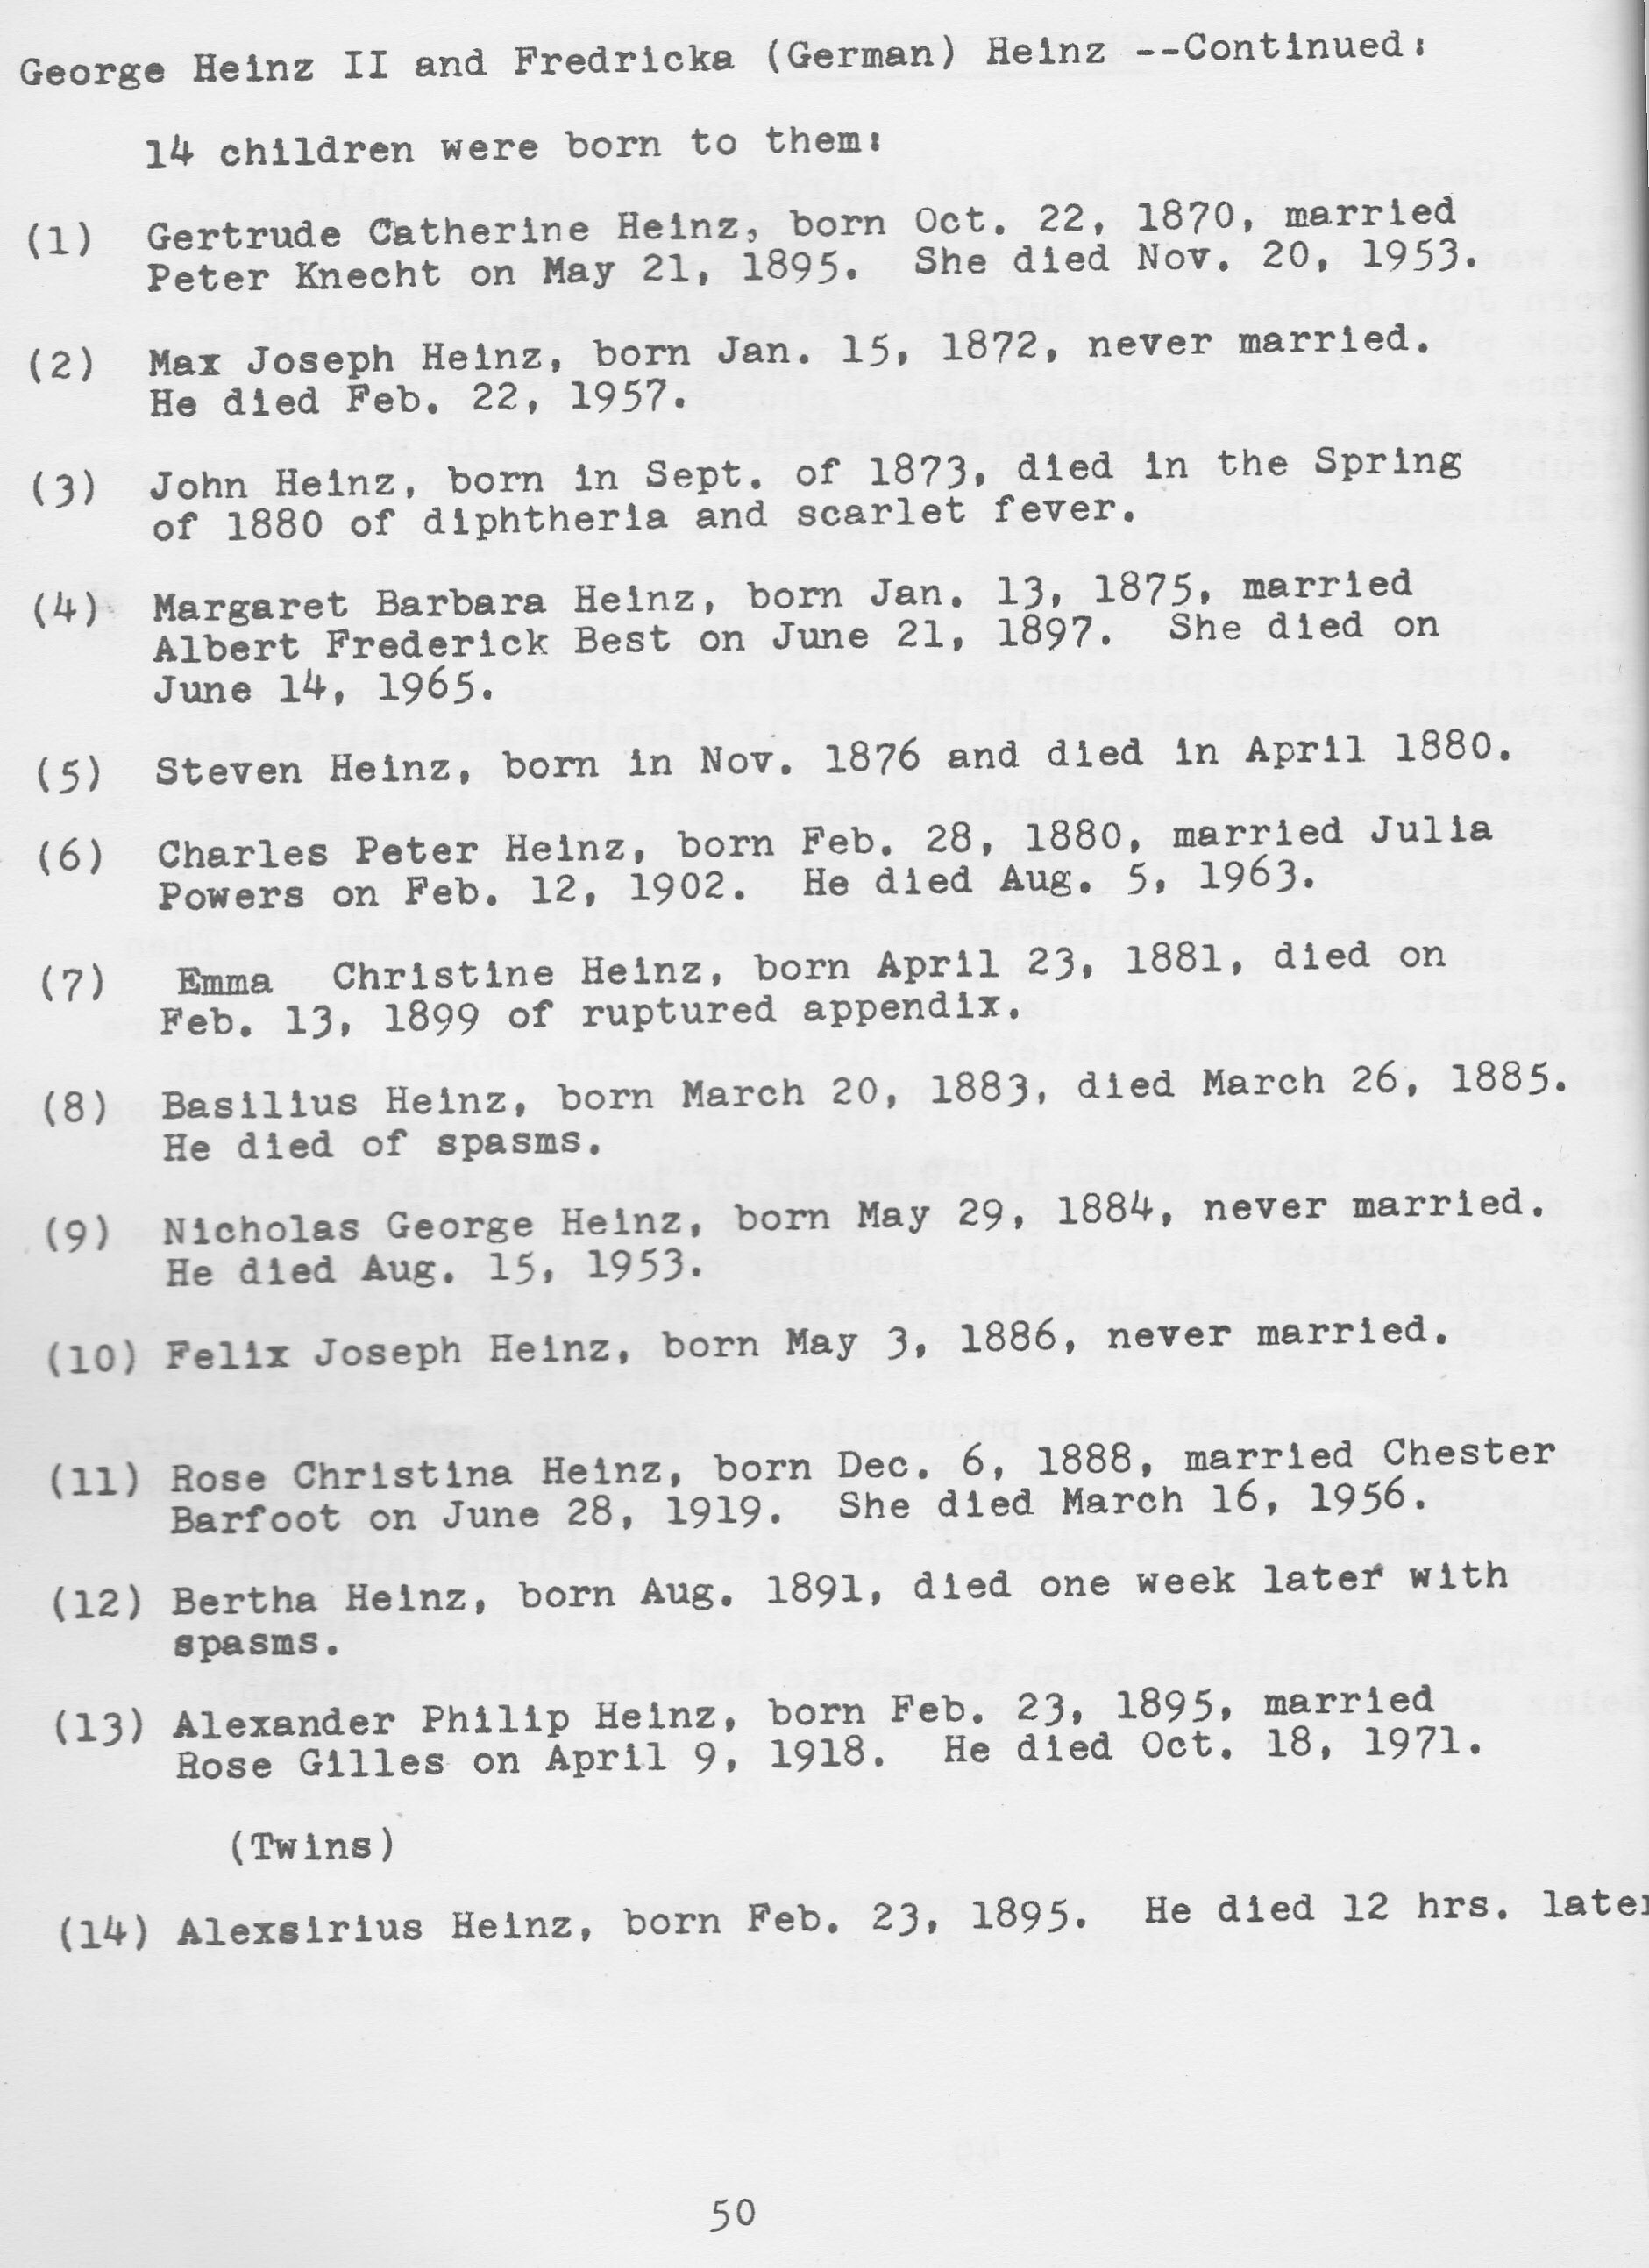 George Heinz II and Fredricka (German) Heinz --Continued:
14 children were born to them:
(1) Gertrude Catherine Heinz, born Oct. 22, 1870, married
Peter Knecht on May 21, 1895. She died Nov. 20, 1953.
(2) Max Joseph Heinz, born Jan. 15, 1872, never married.
He died Feb. 22, 1957.
(3) John Heinz, born in Sept. of 1873, died in the Spring
of 1880 of diphtheria and scarlet fever.
(4) Margaret Barbara Heinz, born Jan. 13, 1875, married
Albert Frederick Best on June 21, 1897. She died on
June 14, 1965.
(5) Steven Heinz, born in Nov. 1876 and died in April 1880.
(6) Charles Peter Heinz, born Feb. 28, 1880, married Julia
Powers on Feb. 12, 1902. He died Aug. 5, 1963.
(7) Emma Christine Heinz, born April 23, 1881, died on
Feb. 13, 1899 of ruptured appendix.
(8) Basilius Heinz, born March 20, 1883, died March 26, 1885.
He died of spasms.
(9) Nicholas George Heinz, born May 29, 1884, never married.
He died Aug. 15, 1953.
(10) Felix Joseph Heinz, born May 3, 1886, never married.
(11) Rose Christina Heinz, born Dec. 6, 1888, married Chester
Barfoot on June 28, 1919. She died March 16, 1956.
(12) Bertha Heinz, born Aug. 1891, died one week later with
spasms.
(13) Alexander Philip Heinz, born Feb. 23, 1895, married
Rose Gilles on April 9, 1918. He died Oct. 18, 1971.
(Twins)
(14) Alexsirius Heinz, born Feb. 23, 1895. He died 12 hrs. later
50